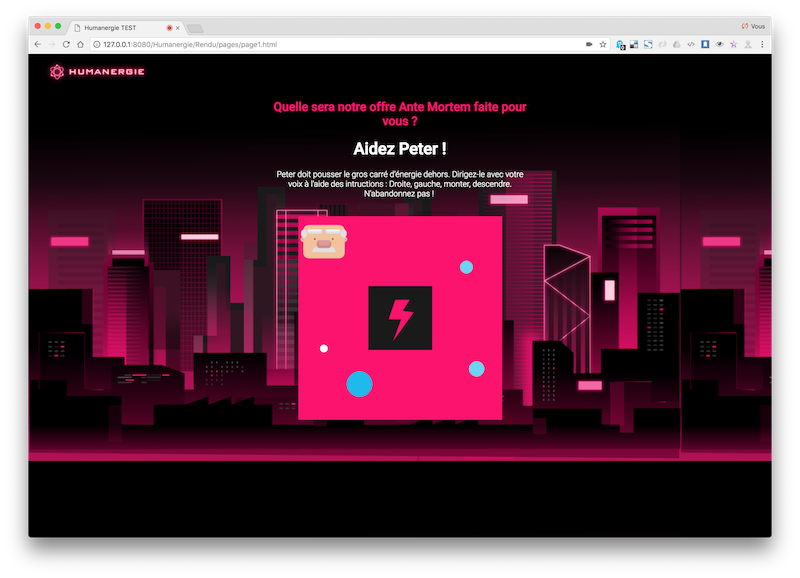 Humanergie TEST
Vous
127.0.0.1:8080/Humanergie/Rendu/pages/page1.html
HUMANERGIE
Quelle sera notre offre Ante Mortem faite pour
vous ?
Aidez Peter !
Peter doit pousser le gros carré d'énergie dehors. Dirigez-le avec votre
voix à l'aide des intructions : Droite, gauche, monter, descendre.
N'abandonnez pas !